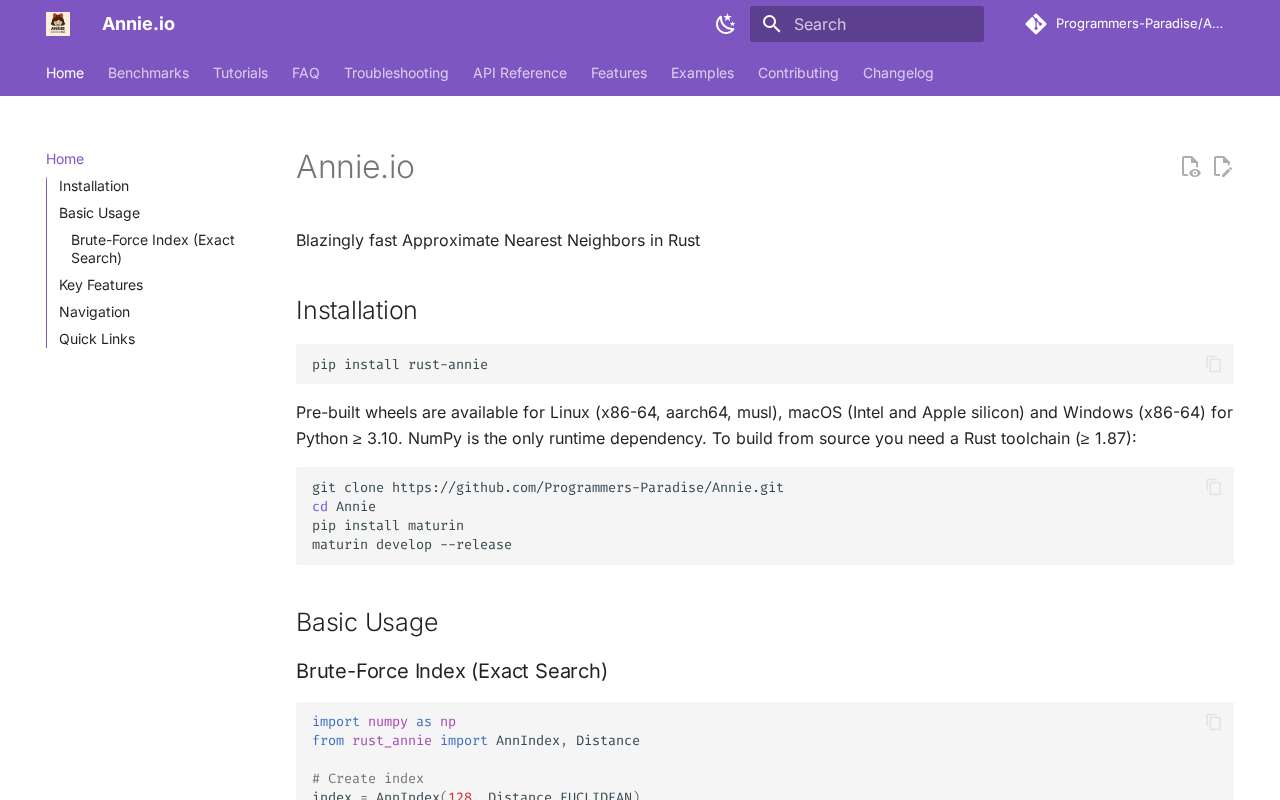 Annie.io
Search
Programmers-Paradise/A...
Home
Benchmarks
Tutorials
FAQ
Troubleshooting
API Reference
Features
Examples
Contributing
Changelog
Home
Installation
Basic Usage
Brute-Force Index (Exact
Search)
Key Features
Navigation
Quick Links
Annie.io
Blazingly fast Approximate Nearest Neighbors in Rust
Installation
pip install rust-annie
Pre-built wheels are available for Linux (x86-64, aarch64, musl), macOS (Intel and Apple silicon) and Windows (x86-64) for
Python ≥ 3.10. NumPy is the only runtime dependency. To build from source you need a Rust toolchain (≥ 1.87):
git clone https://github.com/Programmers-Paradise/Annie.git
cd Annie
pip install maturin
maturin develop --release
Basic Usage
Brute-Force Index (Exact Search)
import numpy as np
from rust_annie import AnnIndex, Distance
# Create index
index = AnnIndex(128, Distance.EUCLIDEAN)